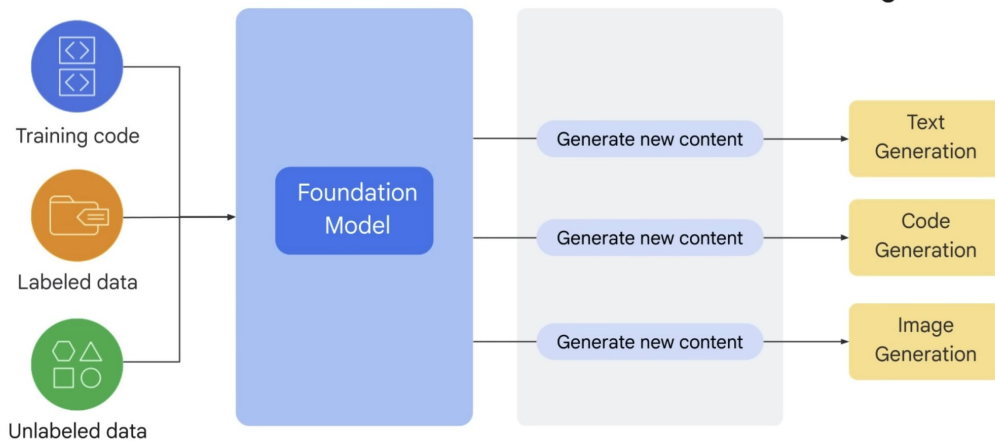 Training code
Labeled data
Unlabeled data
Foundation
Model
Generate new content
Generate new content
Generate new content
Text
Generation
Code
Generation
Image
Generation